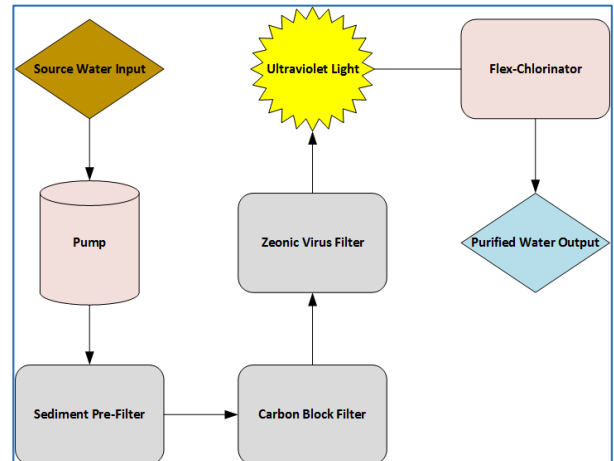 Source Water Input
Pump
Sediment Pre-Filter
Carbon Block Filter
Zeonic Virus Filter
Ultraviolet Light
Flex-Chlorinator
Purified Water Output